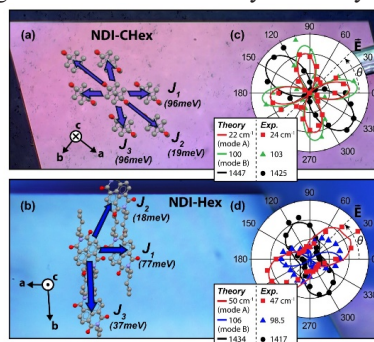 (a) NDI-CHex
J1
(96meV)
J2
(19meV)
J3
(96meV)
c
b a
(c)
E
θ
120 90 60
180
240 270 300 330
Theory Exp.
22 cm⁻¹ 24 cm⁻¹
(mode A)
100 103
(mode B)
1447 1425
(b) NDI-Hex
J2
(18meV)
J1
(77meV)
J3
(37meV)
a c
b
(d)
E
θ
120 90 60
180
240 270 300 330
Theory Exp.
50 cm⁻¹ 47 cm⁻¹
(mode A)
106 98.5
(mode B)
1434 1417